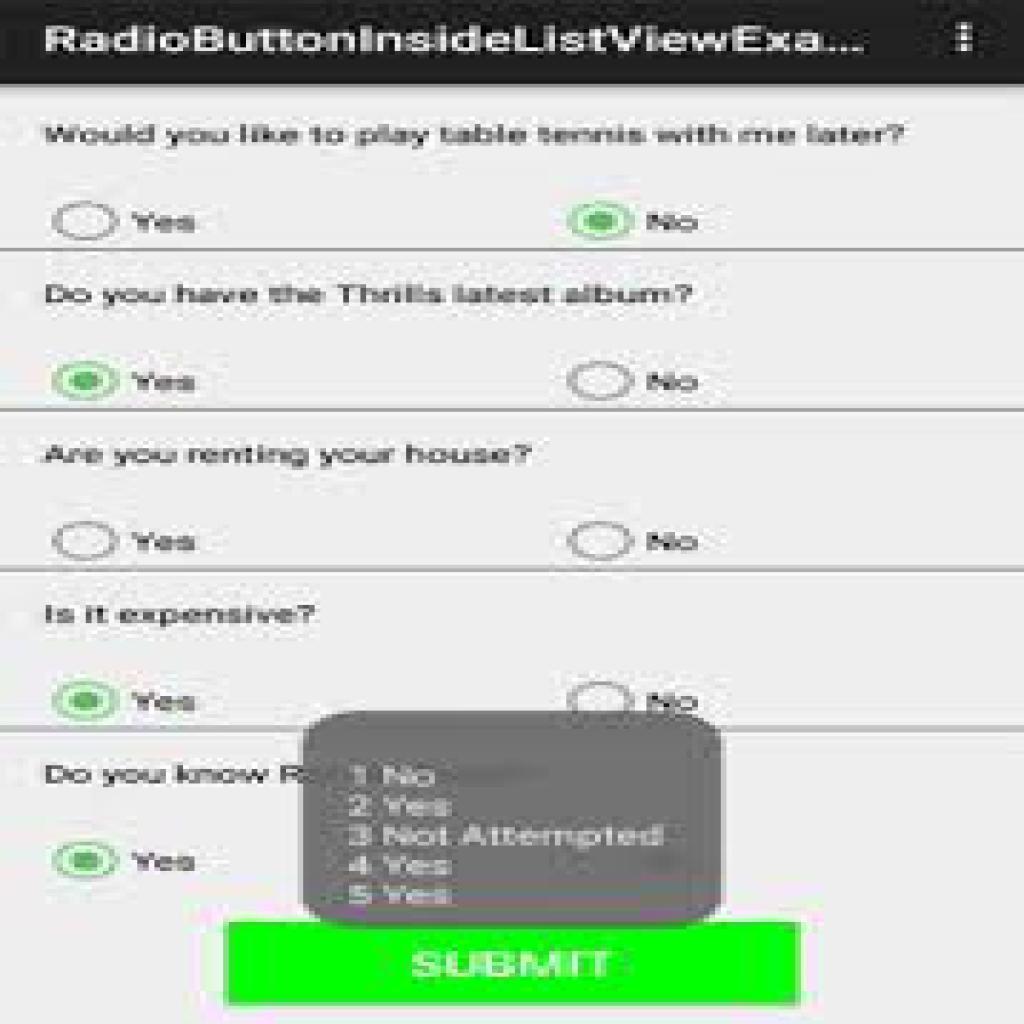 RadioButtonInsideListViewExa...
Would you like to play table tennis with me later?
Yes No
Do you have the Thrills latest album?
Yes No
Are you renting your house?
Yes No
Is it expensive?
Yes No
Do you know R
1 No
2 Yes
3 Not Attempted
4 Yes
5 Yes
Yes
SUBMIT